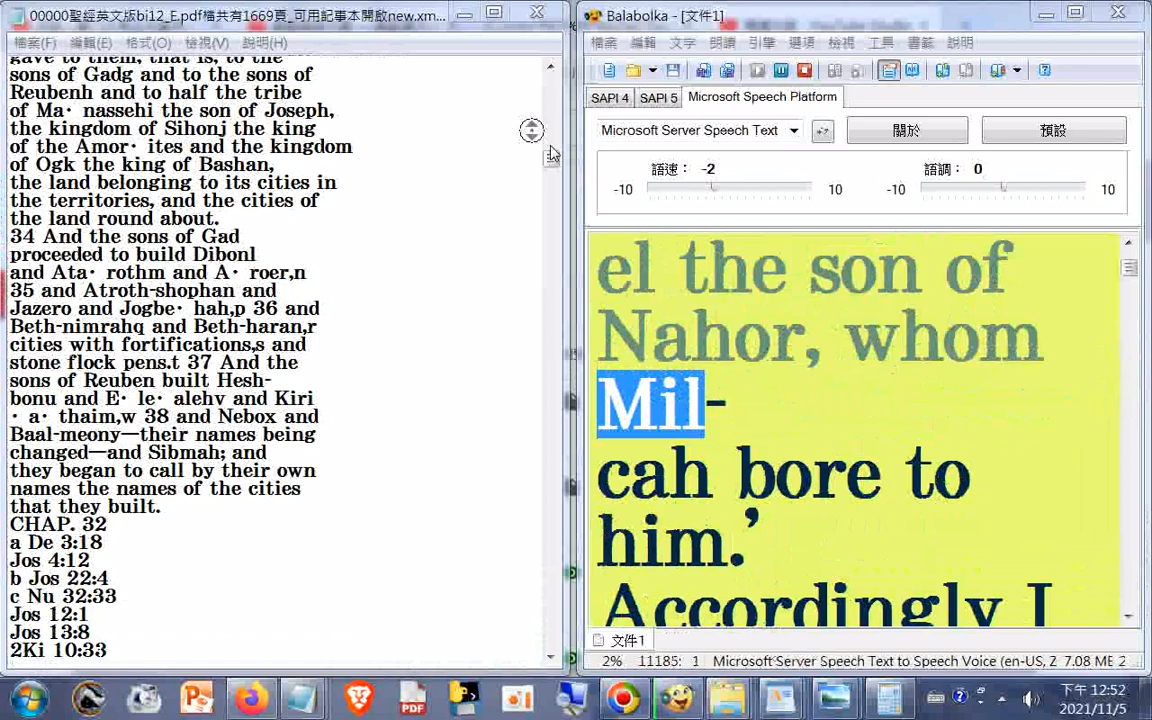 00000聖經英文版bi12_E.pdf檔共有1669頁_可用記事本開啟new.xm...
檔案(F) 編輯(E) 格式(O) 檢視(V) 說明(H)
gave to them, that is, to the
sons of Gadg and to the sons of
Reubenh and to half the tribe
of Ma· nassehi the son of Joseph,
the kingdom of Sihonj the king
of the Amor· ites and the kingdom
of Ogk the king of Bashan,
the land belonging to its cities in
the territories, and the cities of
the land round about.
34 And the sons of Gad
proceeded to build Dibonl
and Ata· rothm and A· roer,n
35 and Atroth-shophan and
Jazero and Jogbe· hah,p 36 and
Beth-nimrahq and Beth-haran,r
cities with fortifications,s and
stone flock pens.t 37 And the
sons of Reuben built Hesh-
bonu and E· le· alehv and Kiri
· a· thaim,w 38 and Nebox and
Baal-meony—their names being
changed—and Sibmah; and
they began to call by their own
names the names of the cities
that they built.
CHAP. 32
a De 3:18
Jos 4:12
b Jos 22:4
c Nu 32:33
Jos 12:1
Jos 13:8
2Ki 10:33
Balabolka - [文件1]
檔案 編輯 文字 朗讀 引擎 選項 檢視 工具 書籤 說明
SAPI 4 SAPI 5 Microsoft Speech Platform
Microsoft Server Speech Text 關於 預設
語速： -2 語調： 0
-10 10 -10 10
el the son of
Nahor, whom
Mil-
cah bore to
him.’
Accordingly I
文件1
2% 11185: 1 Microsoft Server Speech Text to Speech Voice (en-US, Z 7.08 MB 2
PDF
下午 12:52
2021/11/5